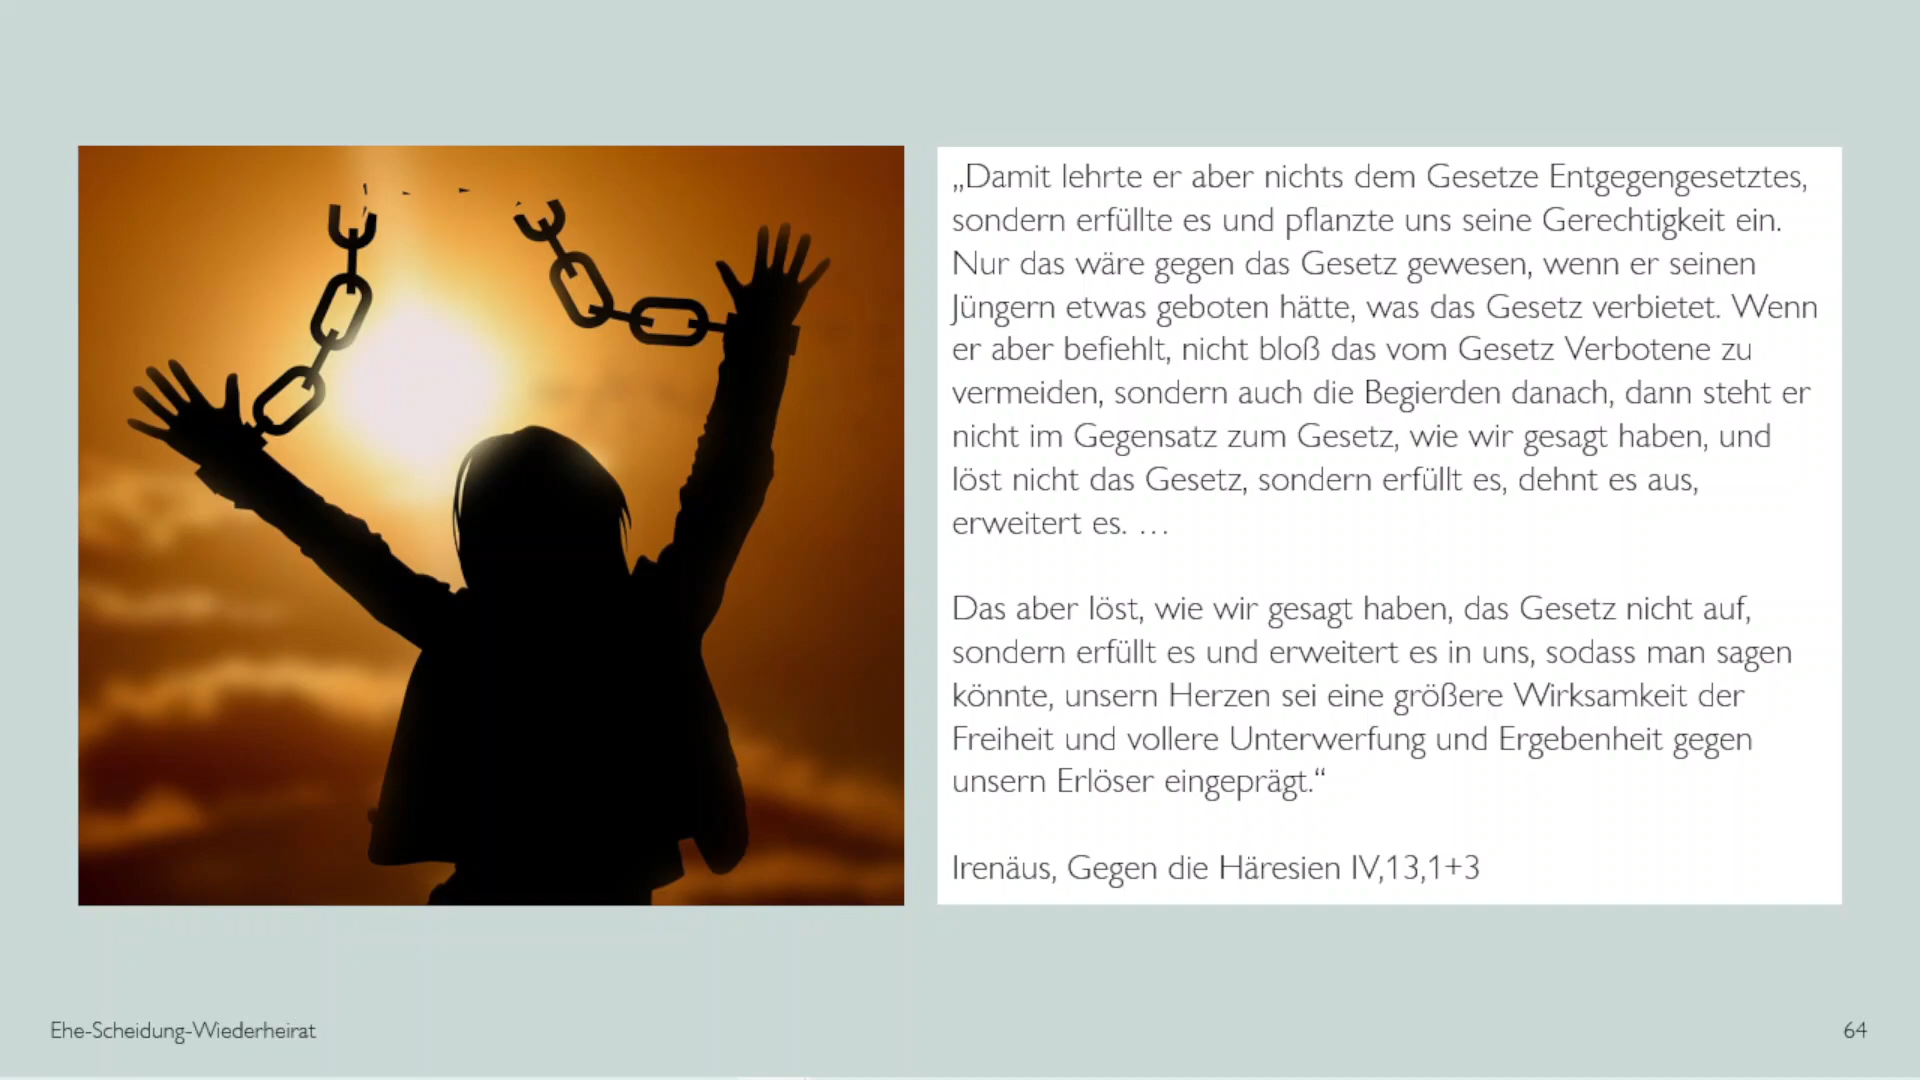 „Damit lehrte er aber nichts dem Gesetze Entgegengesetztes,
sondern erfüllte es und pflanzte uns seine Gerechtigkeit ein.
Nur das wäre gegen das Gesetz gewesen, wenn er seinen
Jüngern etwas geboten hätte, was das Gesetz verbietet. Wenn
er aber befiehlt, nicht bloß das vom Gesetz Verbotene zu
vermeiden, sondern auch die Begierden danach, dann steht er
nicht im Gegensatz zum Gesetz, wie wir gesagt haben, und
löst nicht das Gesetz, sondern erfüllt es, dehnt es aus,
erweitert es. …
Das aber löst, wie wir gesagt haben, das Gesetz nicht auf,
sondern erfüllt es und erweitert es in uns, sodass man sagen
könnte, unsern Herzen sei eine größere Wirksamkeit der
Freiheit und vollere Unterwerfung und Ergebenheit gegen
unsern Erlöser eingeprägt.“
Irenäus, Gegen die Häresien IV,13,1+3
Ehe-Scheidung-Wiederheirat
64